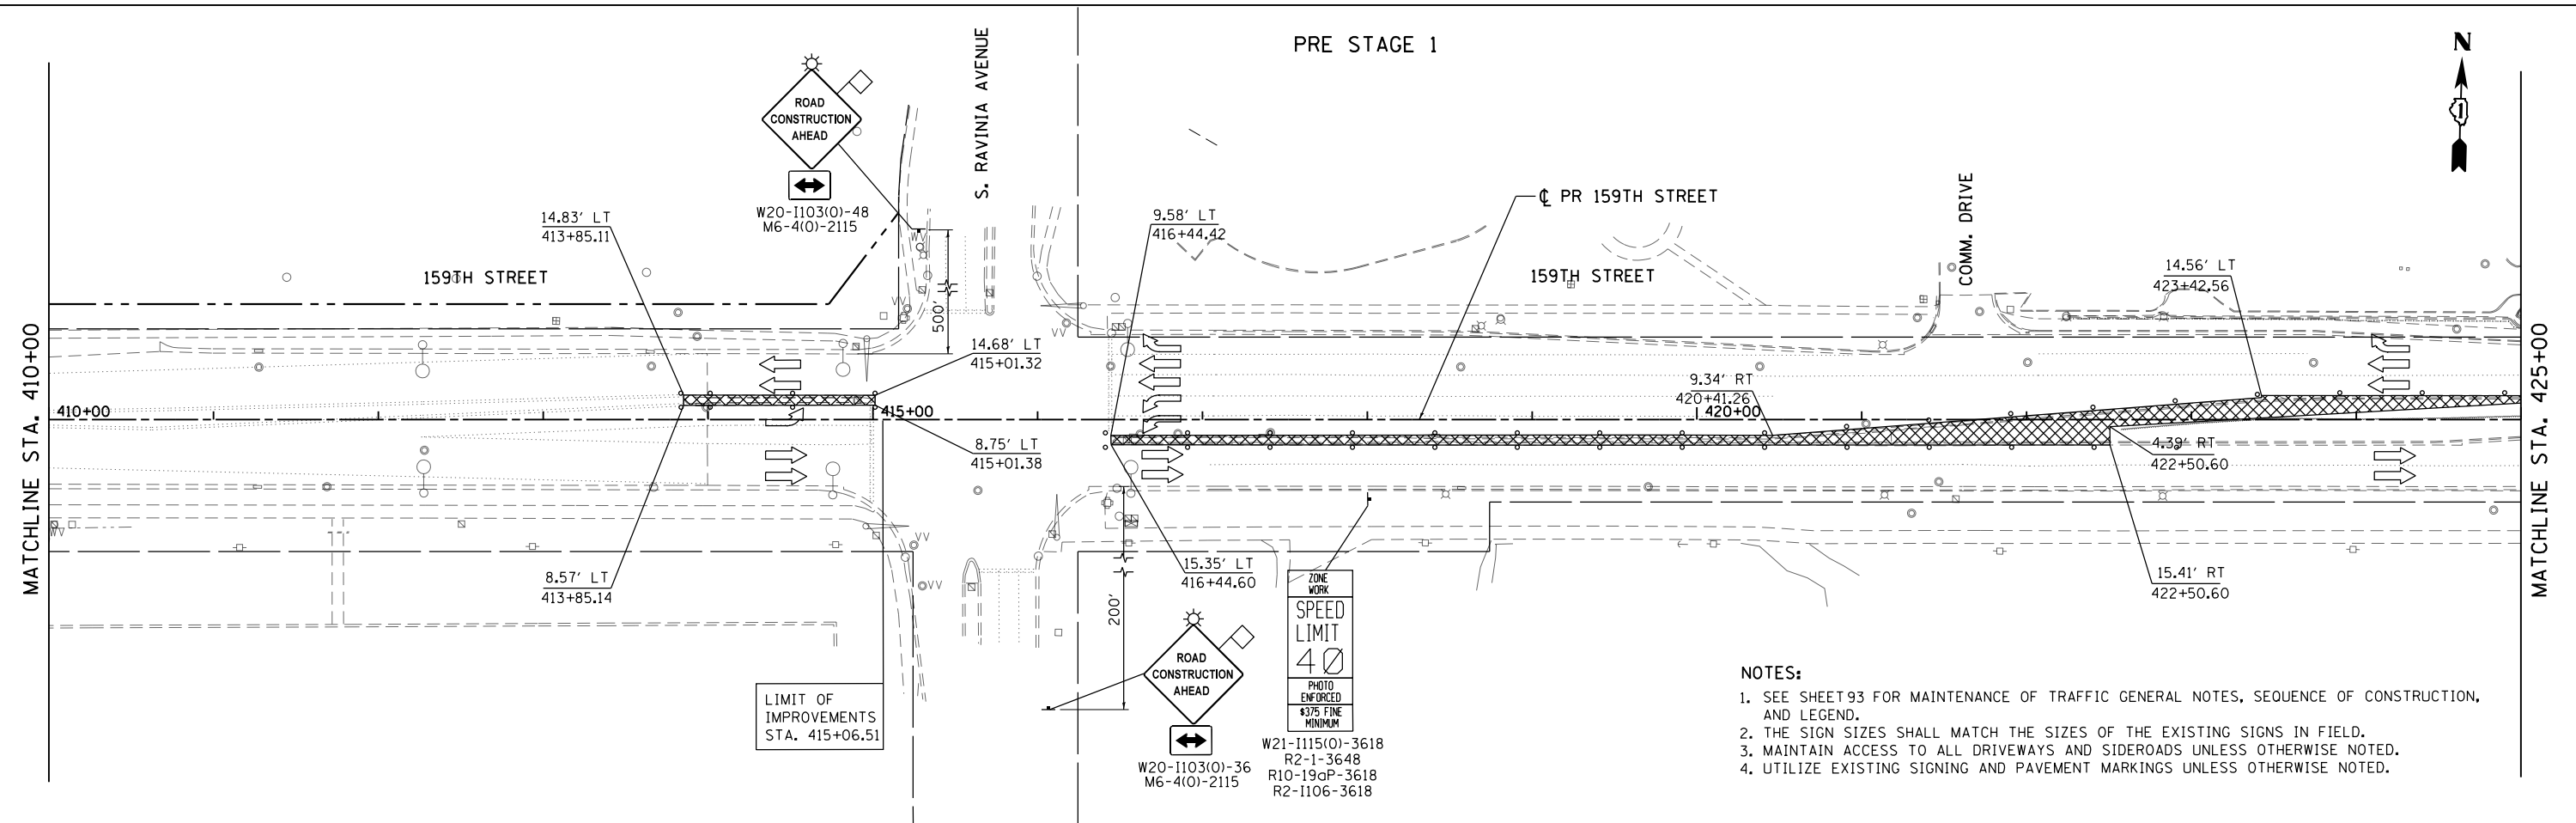 PRE STAGE 1
N
1
S. RAVINIA AVENUE
ROAD
CONSTRUCTION
AHEAD
W20-I103(O)-48
M6-4(O)-2115
14.83' LT
413+85.11
159TH STREET
500'
9.58' LT
416+44.42
℄ PR 159TH STREET
159TH STREET
COMM. DRIVE
14.56' LT
423+42.56
14.68' LT
415+01.32
9.34' RT
420+41.26
MATCHLINE STA. 410+00
410+00
415+00
420+00
MATCHLINE STA. 425+00
8.75' LT
415+01.38
4.39' RT
422+50.60
8.57' LT
413+85.14
15.35' LT
416+44.60
15.41' RT
422+50.60
VV
VV
VV
VV
VV
VV
200'
ZONE
WORK
SPEED
LIMIT
40
PHOTO
ENFORCED
$375 FINE
MINIMUM
W21-I115(O)-3618
R2-1-3648
R10-19aP-3618
R2-I106-3618
ROAD
CONSTRUCTION
AHEAD
W20-I103(O)-36
M6-4(O)-2115
LIMIT OF
IMPROVEMENTS
STA. 415+06.51
NOTES:
1. SEE SHEET 93 FOR MAINTENANCE OF TRAFFIC GENERAL NOTES, SEQUENCE OF CONSTRUCTION,
AND LEGEND.
2. THE SIGN SIZES SHALL MATCH THE SIZES OF THE EXISTING SIGNS IN FIELD.
3. MAINTAIN ACCESS TO ALL DRIVEWAYS AND SIDEROADS UNLESS OTHERWISE NOTED.
4. UTILIZE EXISTING SIGNING AND PAVEMENT MARKINGS UNLESS OTHERWISE NOTED.